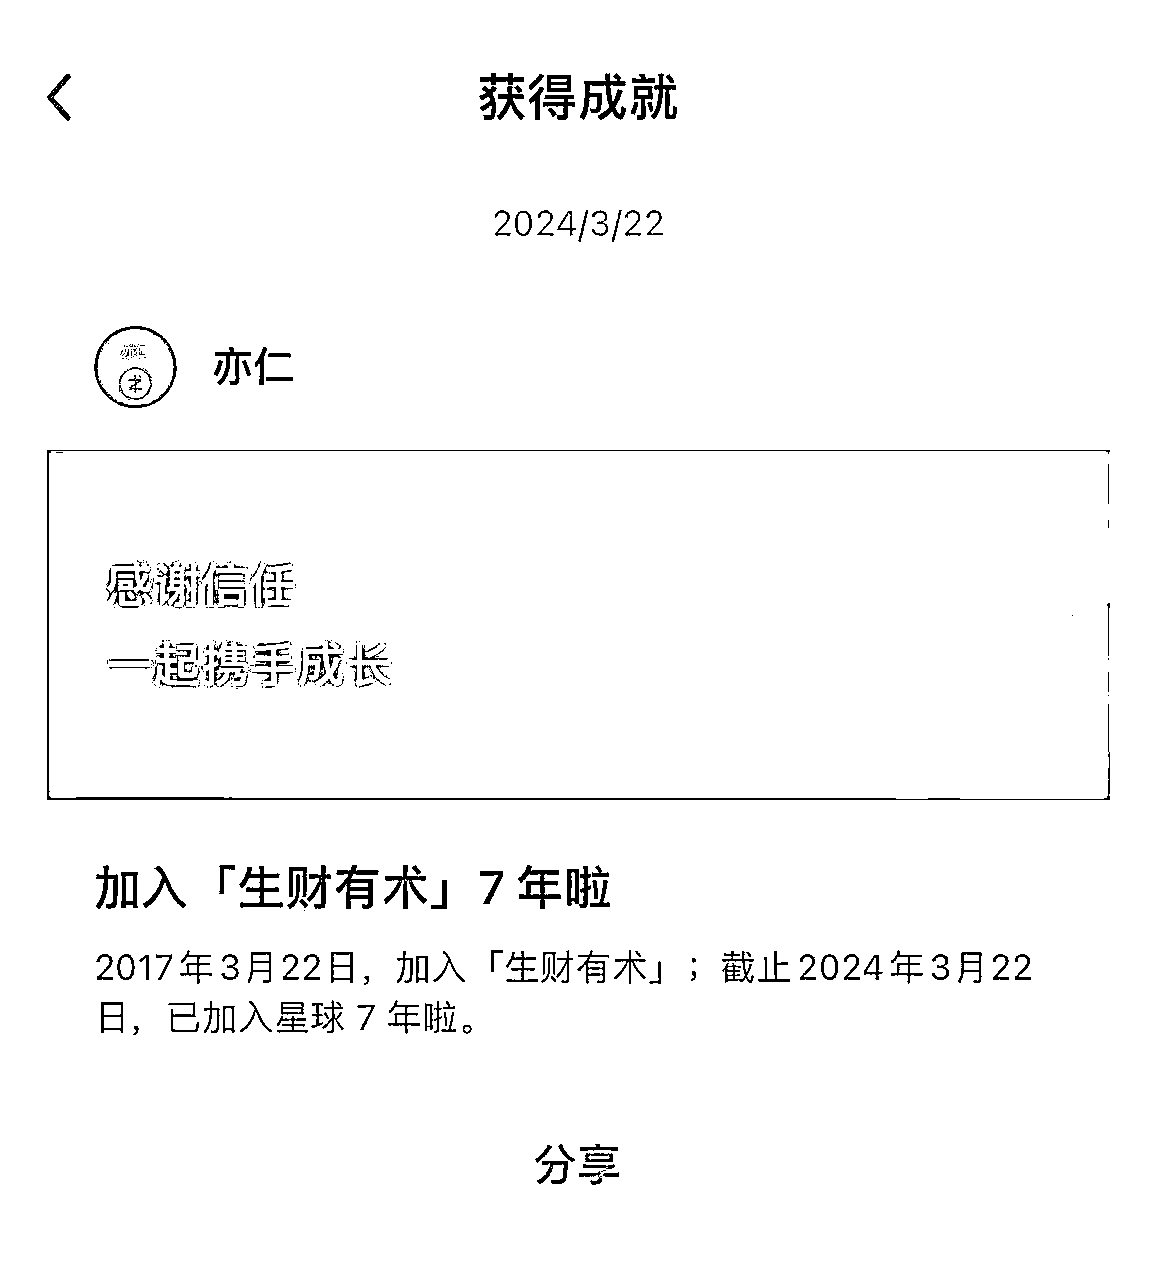 获得成就
2024/3/22
亦仁
感谢信任
一起携手成长
加入「生财有术」7 年啦
2017年3月22日，加入「生财有术」；截止2024年3月22
日，已加入星球 7 年啦。
分享